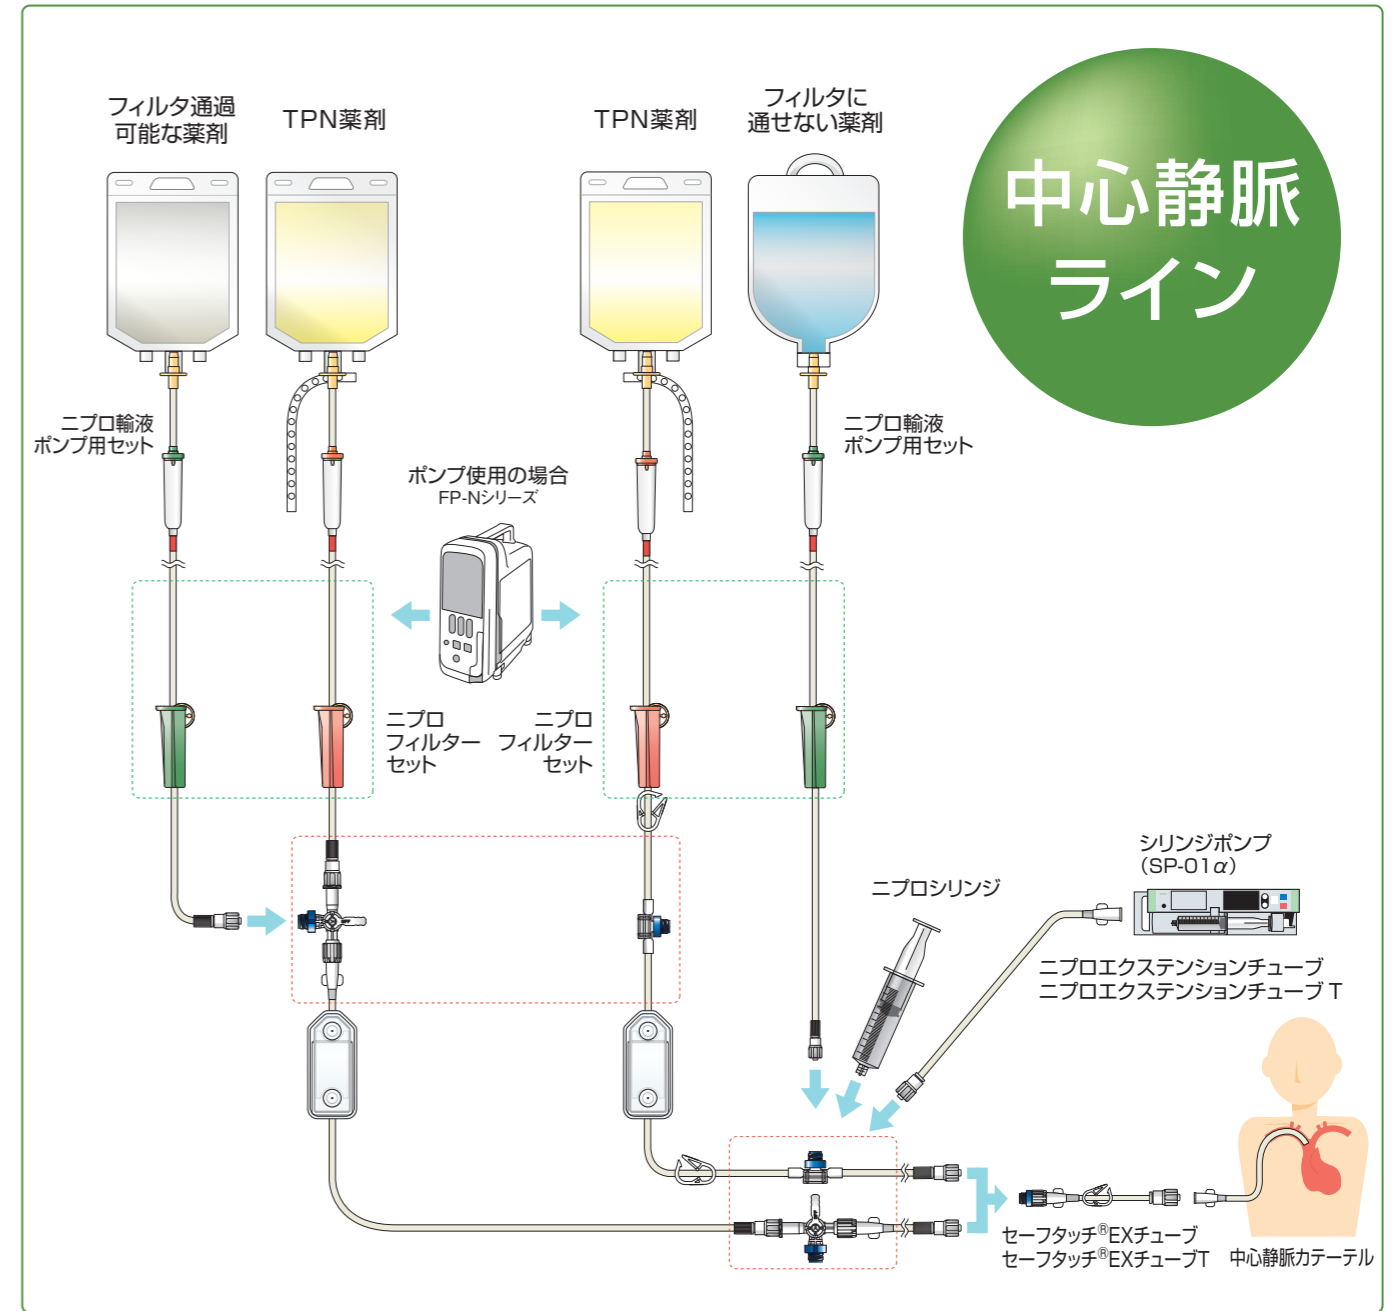 中心静脈
ライン
フィルタ通過
可能な薬剤
TPN薬剤
TPN薬剤
フィルタに
通せない薬剤
ニプロ輸液
ポンプ用セット
ニプロ輸液
ポンプ用セット
ポンプ使用の場合
FP-Nシリーズ
ニプロ
フィルター
セット
ニプロ
フィルター
セット
ニプロシリンジ
シリンジポンプ
(SP-01α)
ニプロエクステンションチューブ
ニプロエクステンションチューブ T
セーフタッチ®EXチューブ
セーフタッチ®EXチューブT
中心静脈カテーテル